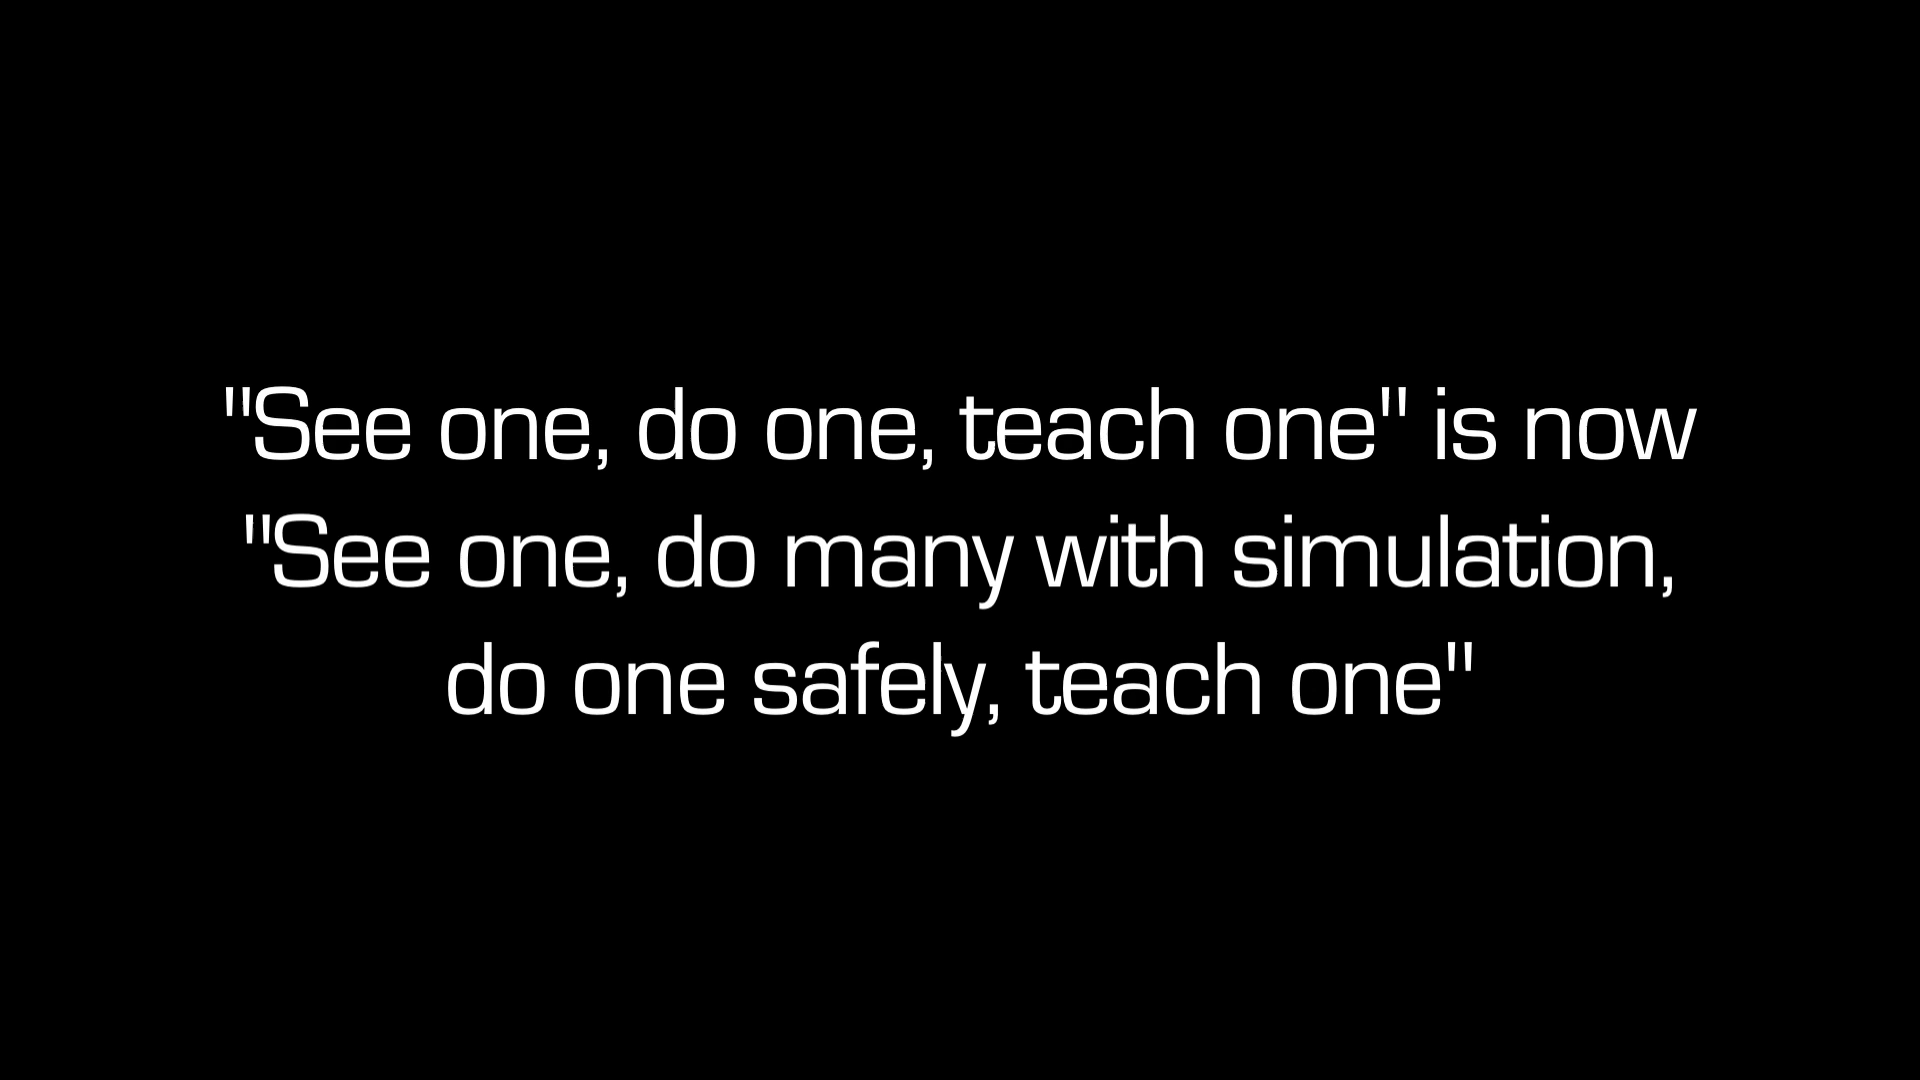 "See one, do one, teach one" is now
"See one, do many with simulation,
do one safely, teach one"